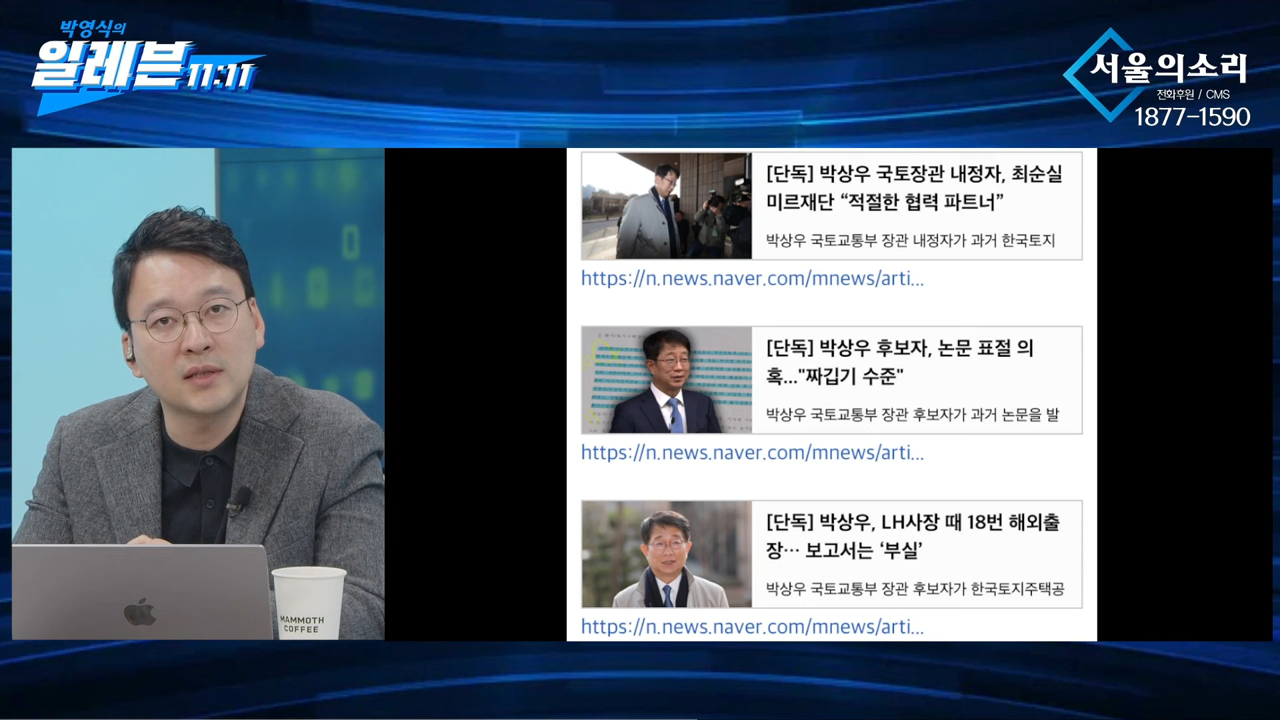 박영식의
일레븐 11:11
서울의소리
전화후원 / CMS
1877-1590
[단독] 박상우 국토장관 내정자, 최순실
미르재단 “적절한 협력 파트너”
박상우 국토교통부 장관 내정자가 과거 한국토지
https://n.news.naver.com/mnews/arti...
[단독] 박상우 후보자, 논문 표절 의
혹..."짜깁기 수준"
박상우 국토교통부 장관 후보자가 과거 논문을 발
https://n.news.naver.com/mnews/arti...
[단독] 박상우, LH사장 때 18번 해외출
장… 보고서는 ‘부실’
박상우 국토교통부 장관 후보자가 한국토지주택공
https://n.news.naver.com/mnews/arti...
MAMMOTH
COFFEE